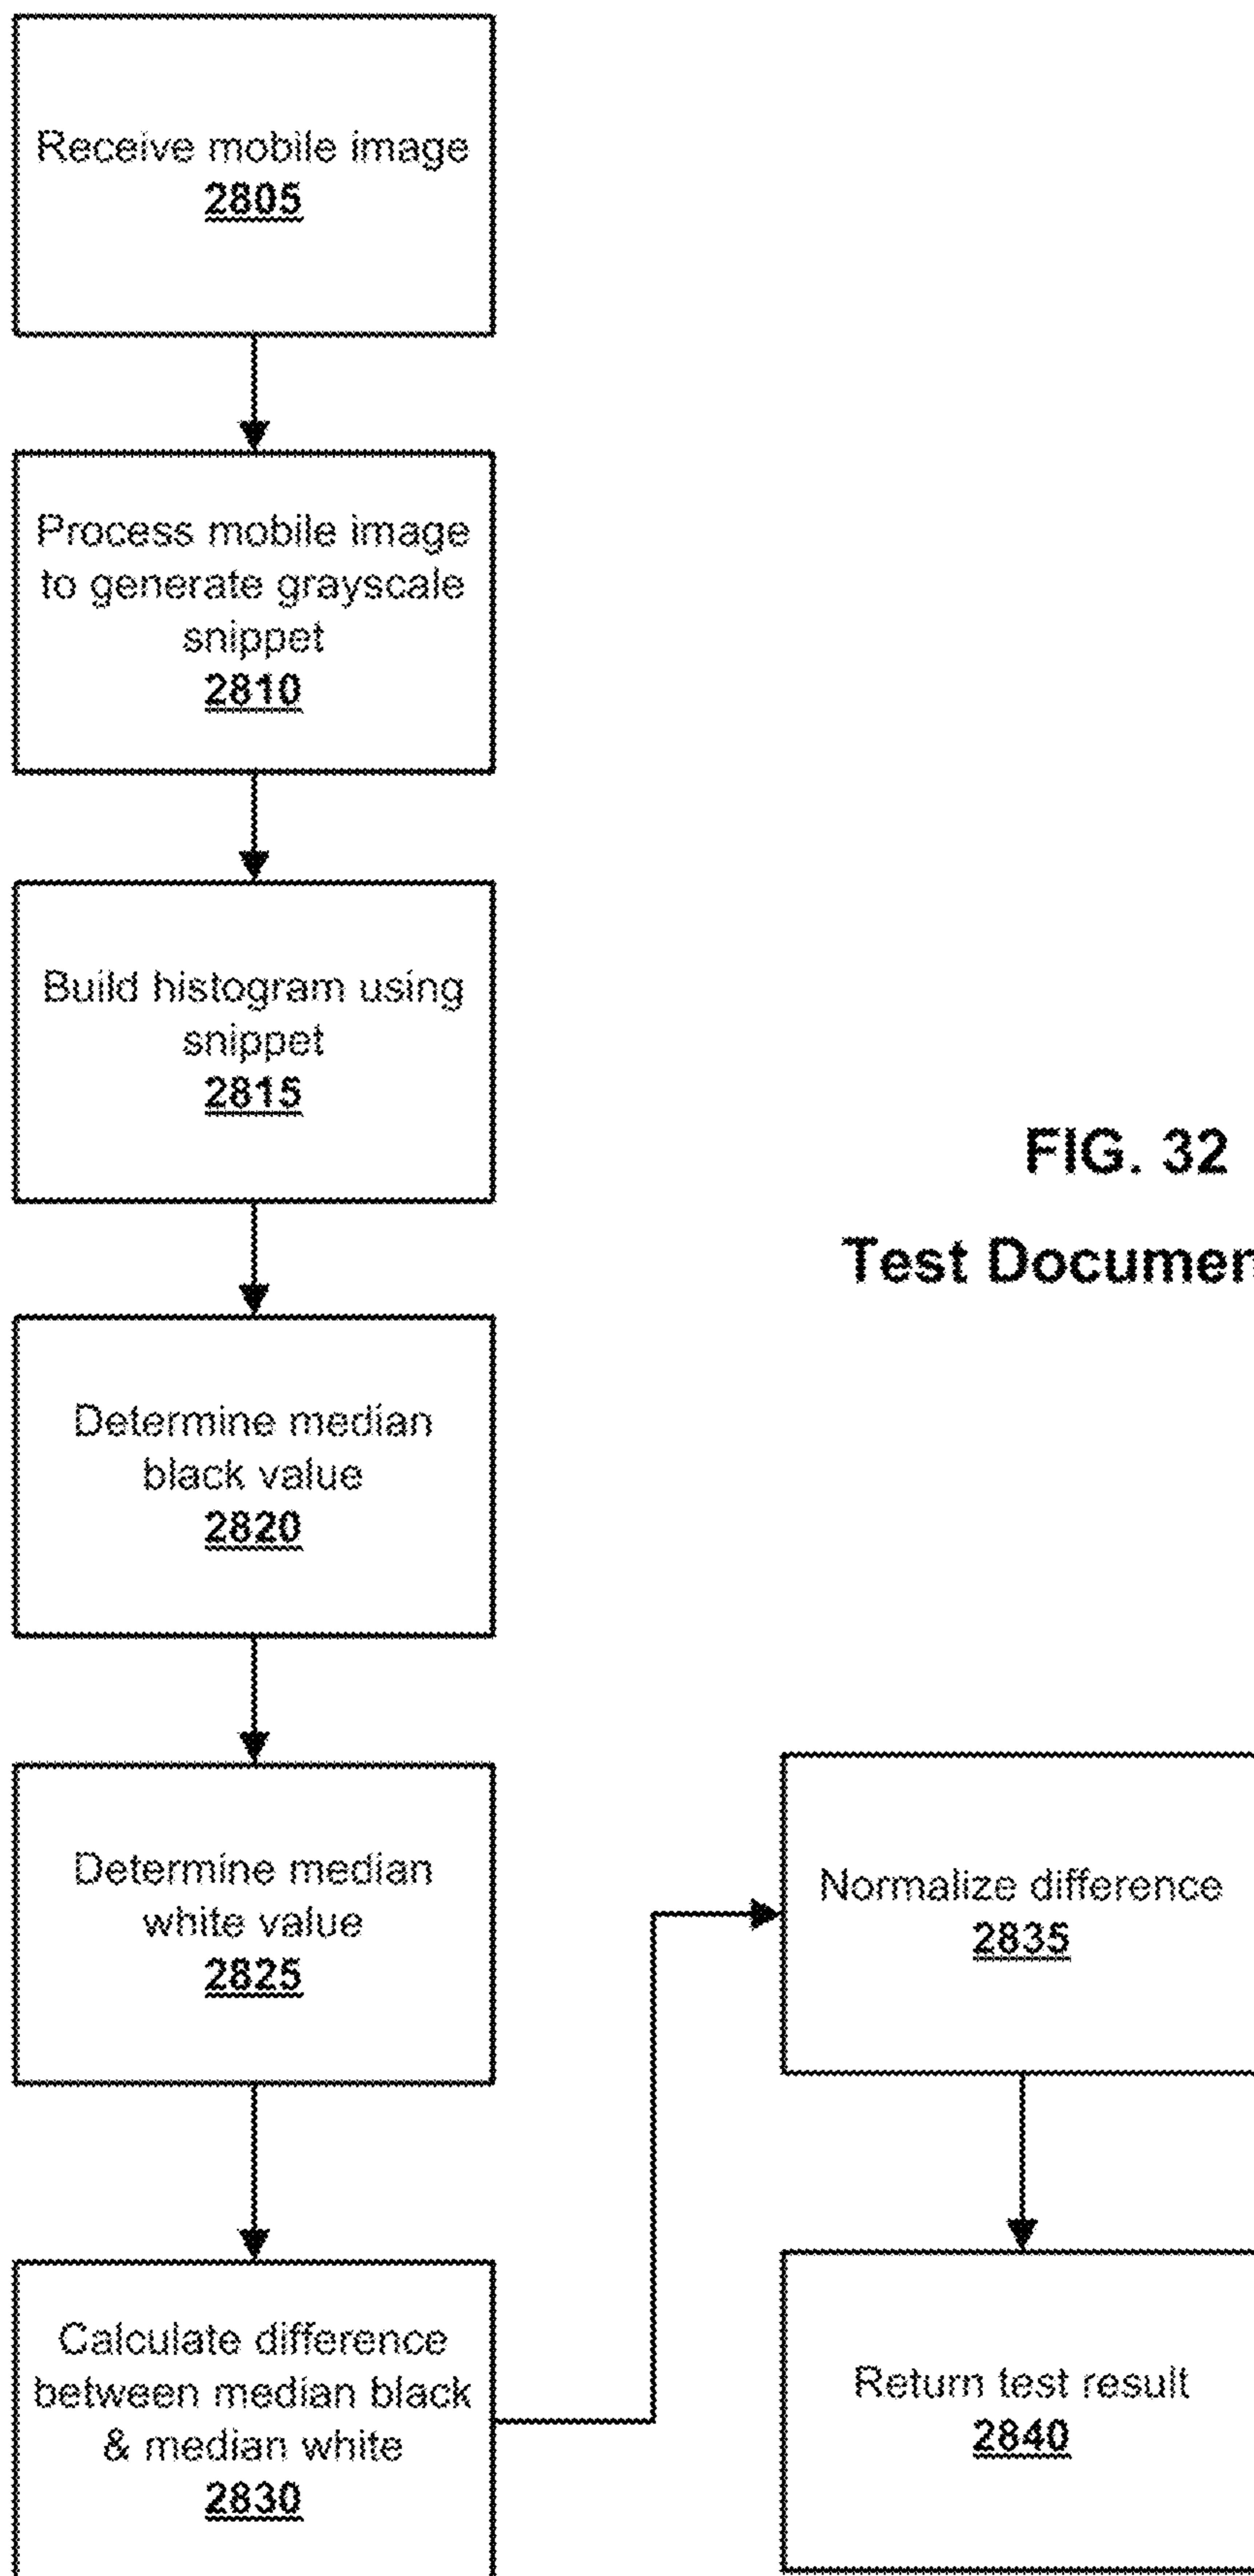 Receive mobile image
2805
Process mobile image
to generate grayscale
snippet
2810
Build histogram using
snippet
2815
FIG. 32
Test Documen
Determine median
black value
2820
Determine median
white value
2825
Calculate difference
between median black
& median white
2830
Normalize difference
2835
Return test result
2840